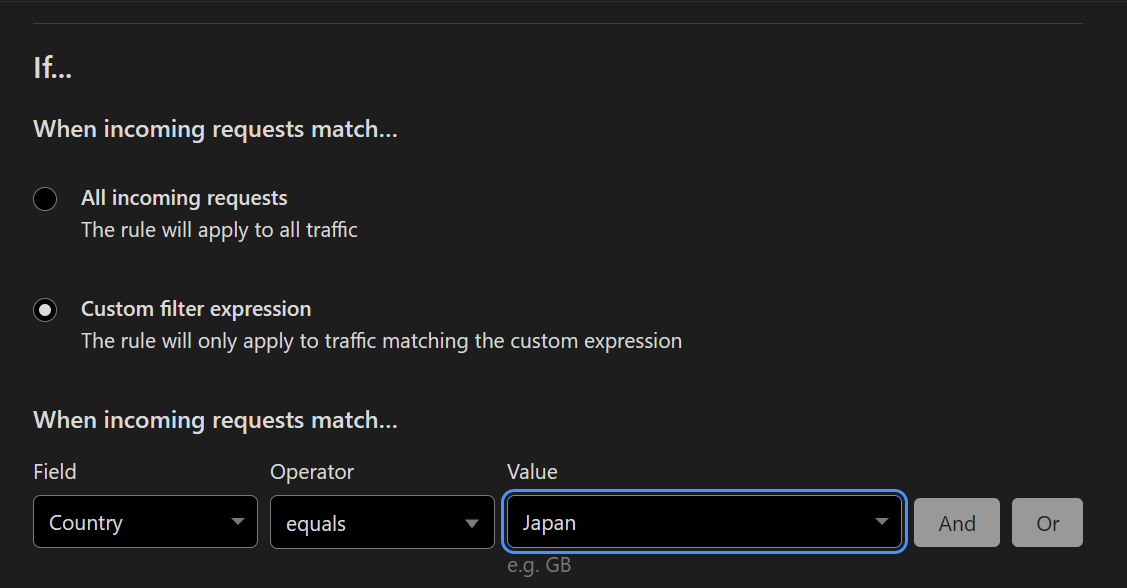 If...
When incoming requests match...
All incoming requests
The rule will apply to all traffic
Custom filter expression
The rule will only apply to traffic matching the custom expression
When incoming requests match...
Field Operator Value
Country equals Japan And Or
e.g. GB